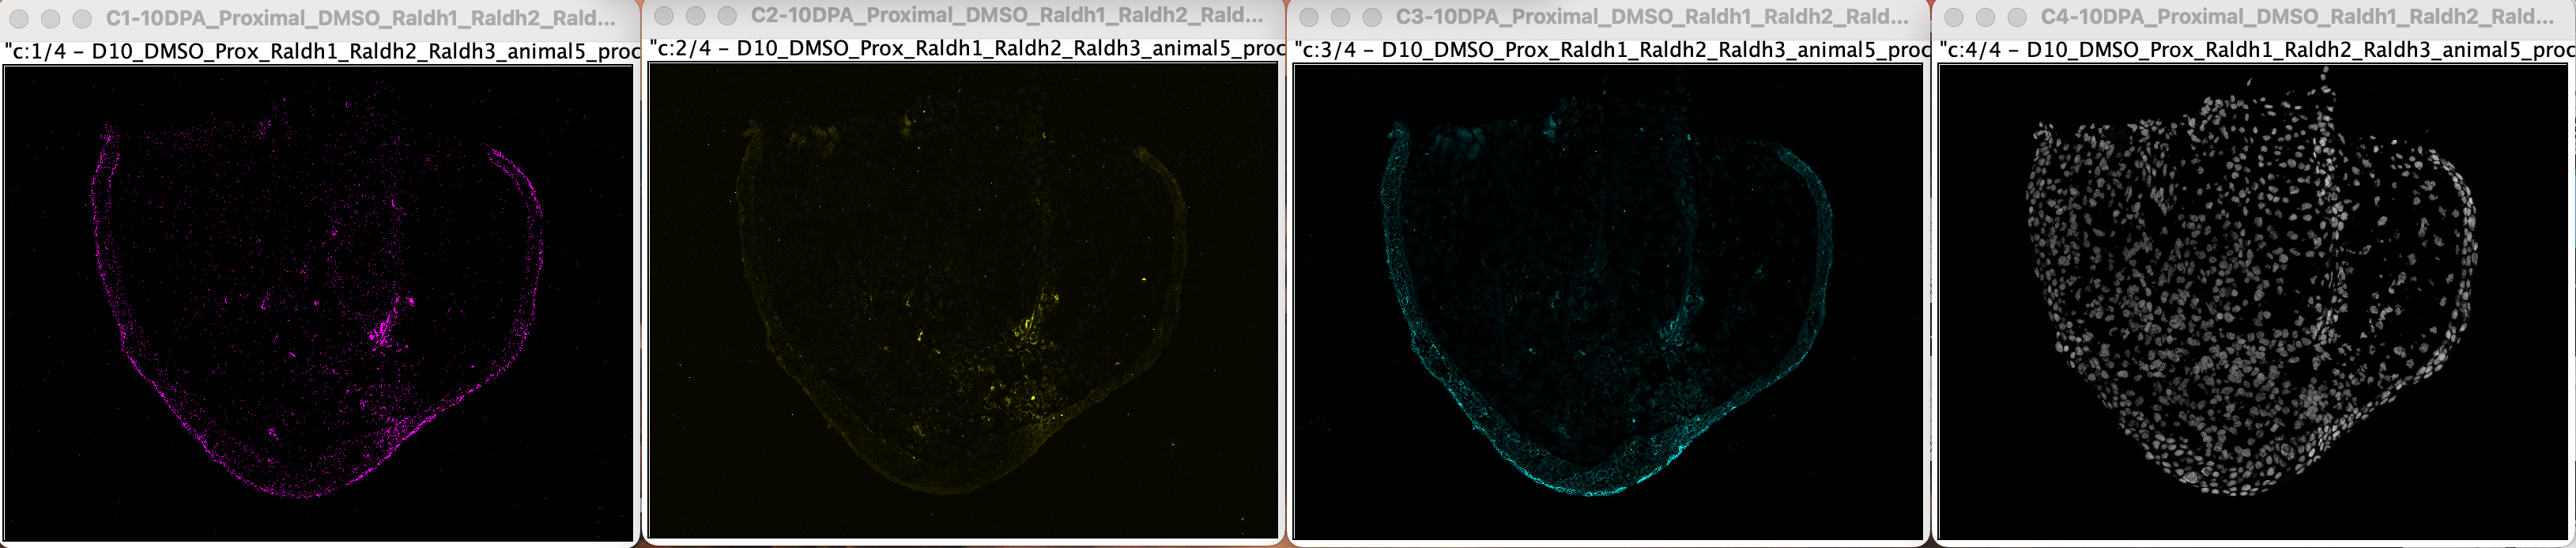 C1-10DPA_Proximal_DMSO_Raldh1_Raldh2_Rald...
"c:1/4 - D10_DMSO_Prox_Raldh1_Raldh2_Raldh3_animal5_proc
C2-10DPA_Proximal_DMSO_Raldh1_Raldh2_Rald...
"c:2/4 - D10_DMSO_Prox_Raldh1_Raldh2_Raldh3_animal5_proc
C3-10DPA_Proximal_DMSO_Raldh1_Raldh2_Rald...
"c:3/4 - D10_DMSO_Prox_Raldh1_Raldh2_Raldh3_animal5_proc
C4-10DPA_Proximal_DMSO_Raldh1_Raldh2_Rald...
"c:4/4 - D10_DMSO_Prox_Raldh1_Raldh2_Raldh3_animal5_proc